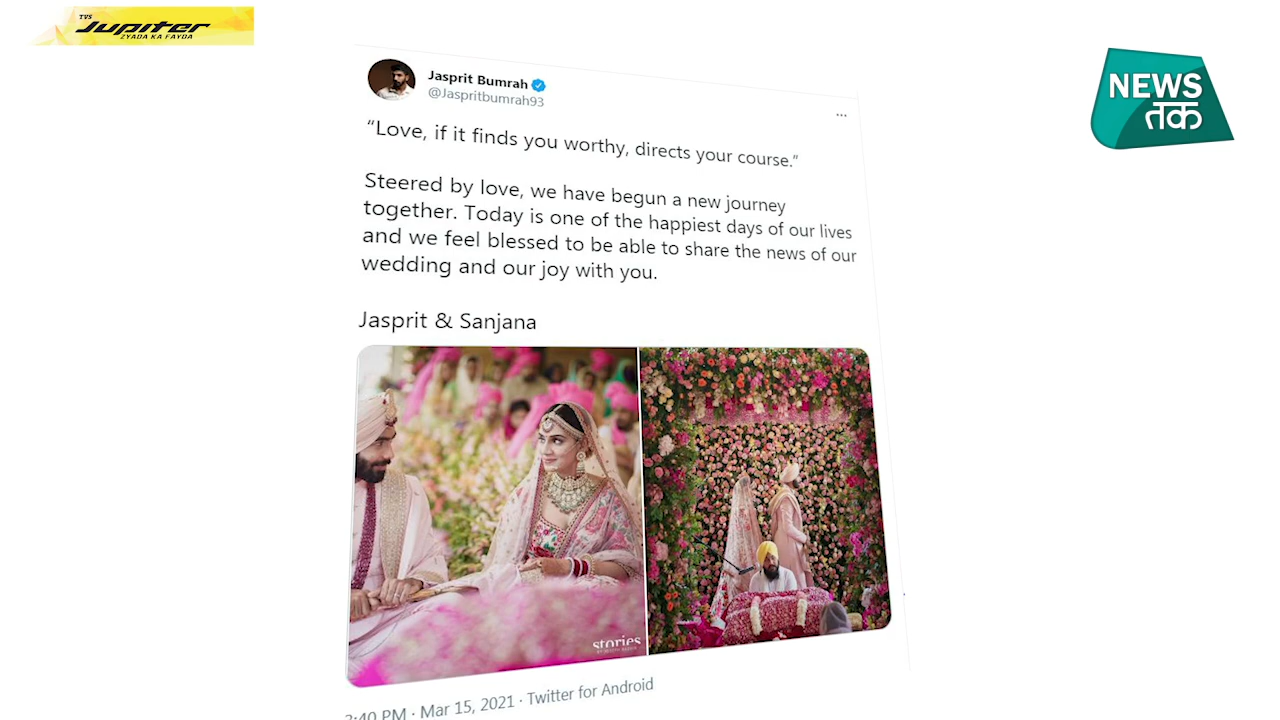 TVS
Jupiter
ZYADA KA FAYDA
NEWS
तक
Jasprit Bumrah
@Jaspritbumrah93
“Love, if it finds you worthy, directs your course.”
Steered by love, we have begun a new journey
together. Today is one of the happiest days of our lives
and we feel blessed to be able to share the news of our
wedding and our joy with you.
Jasprit & Sanjana
stories
3:40 PM · Mar 15, 2021 · Twitter for Android